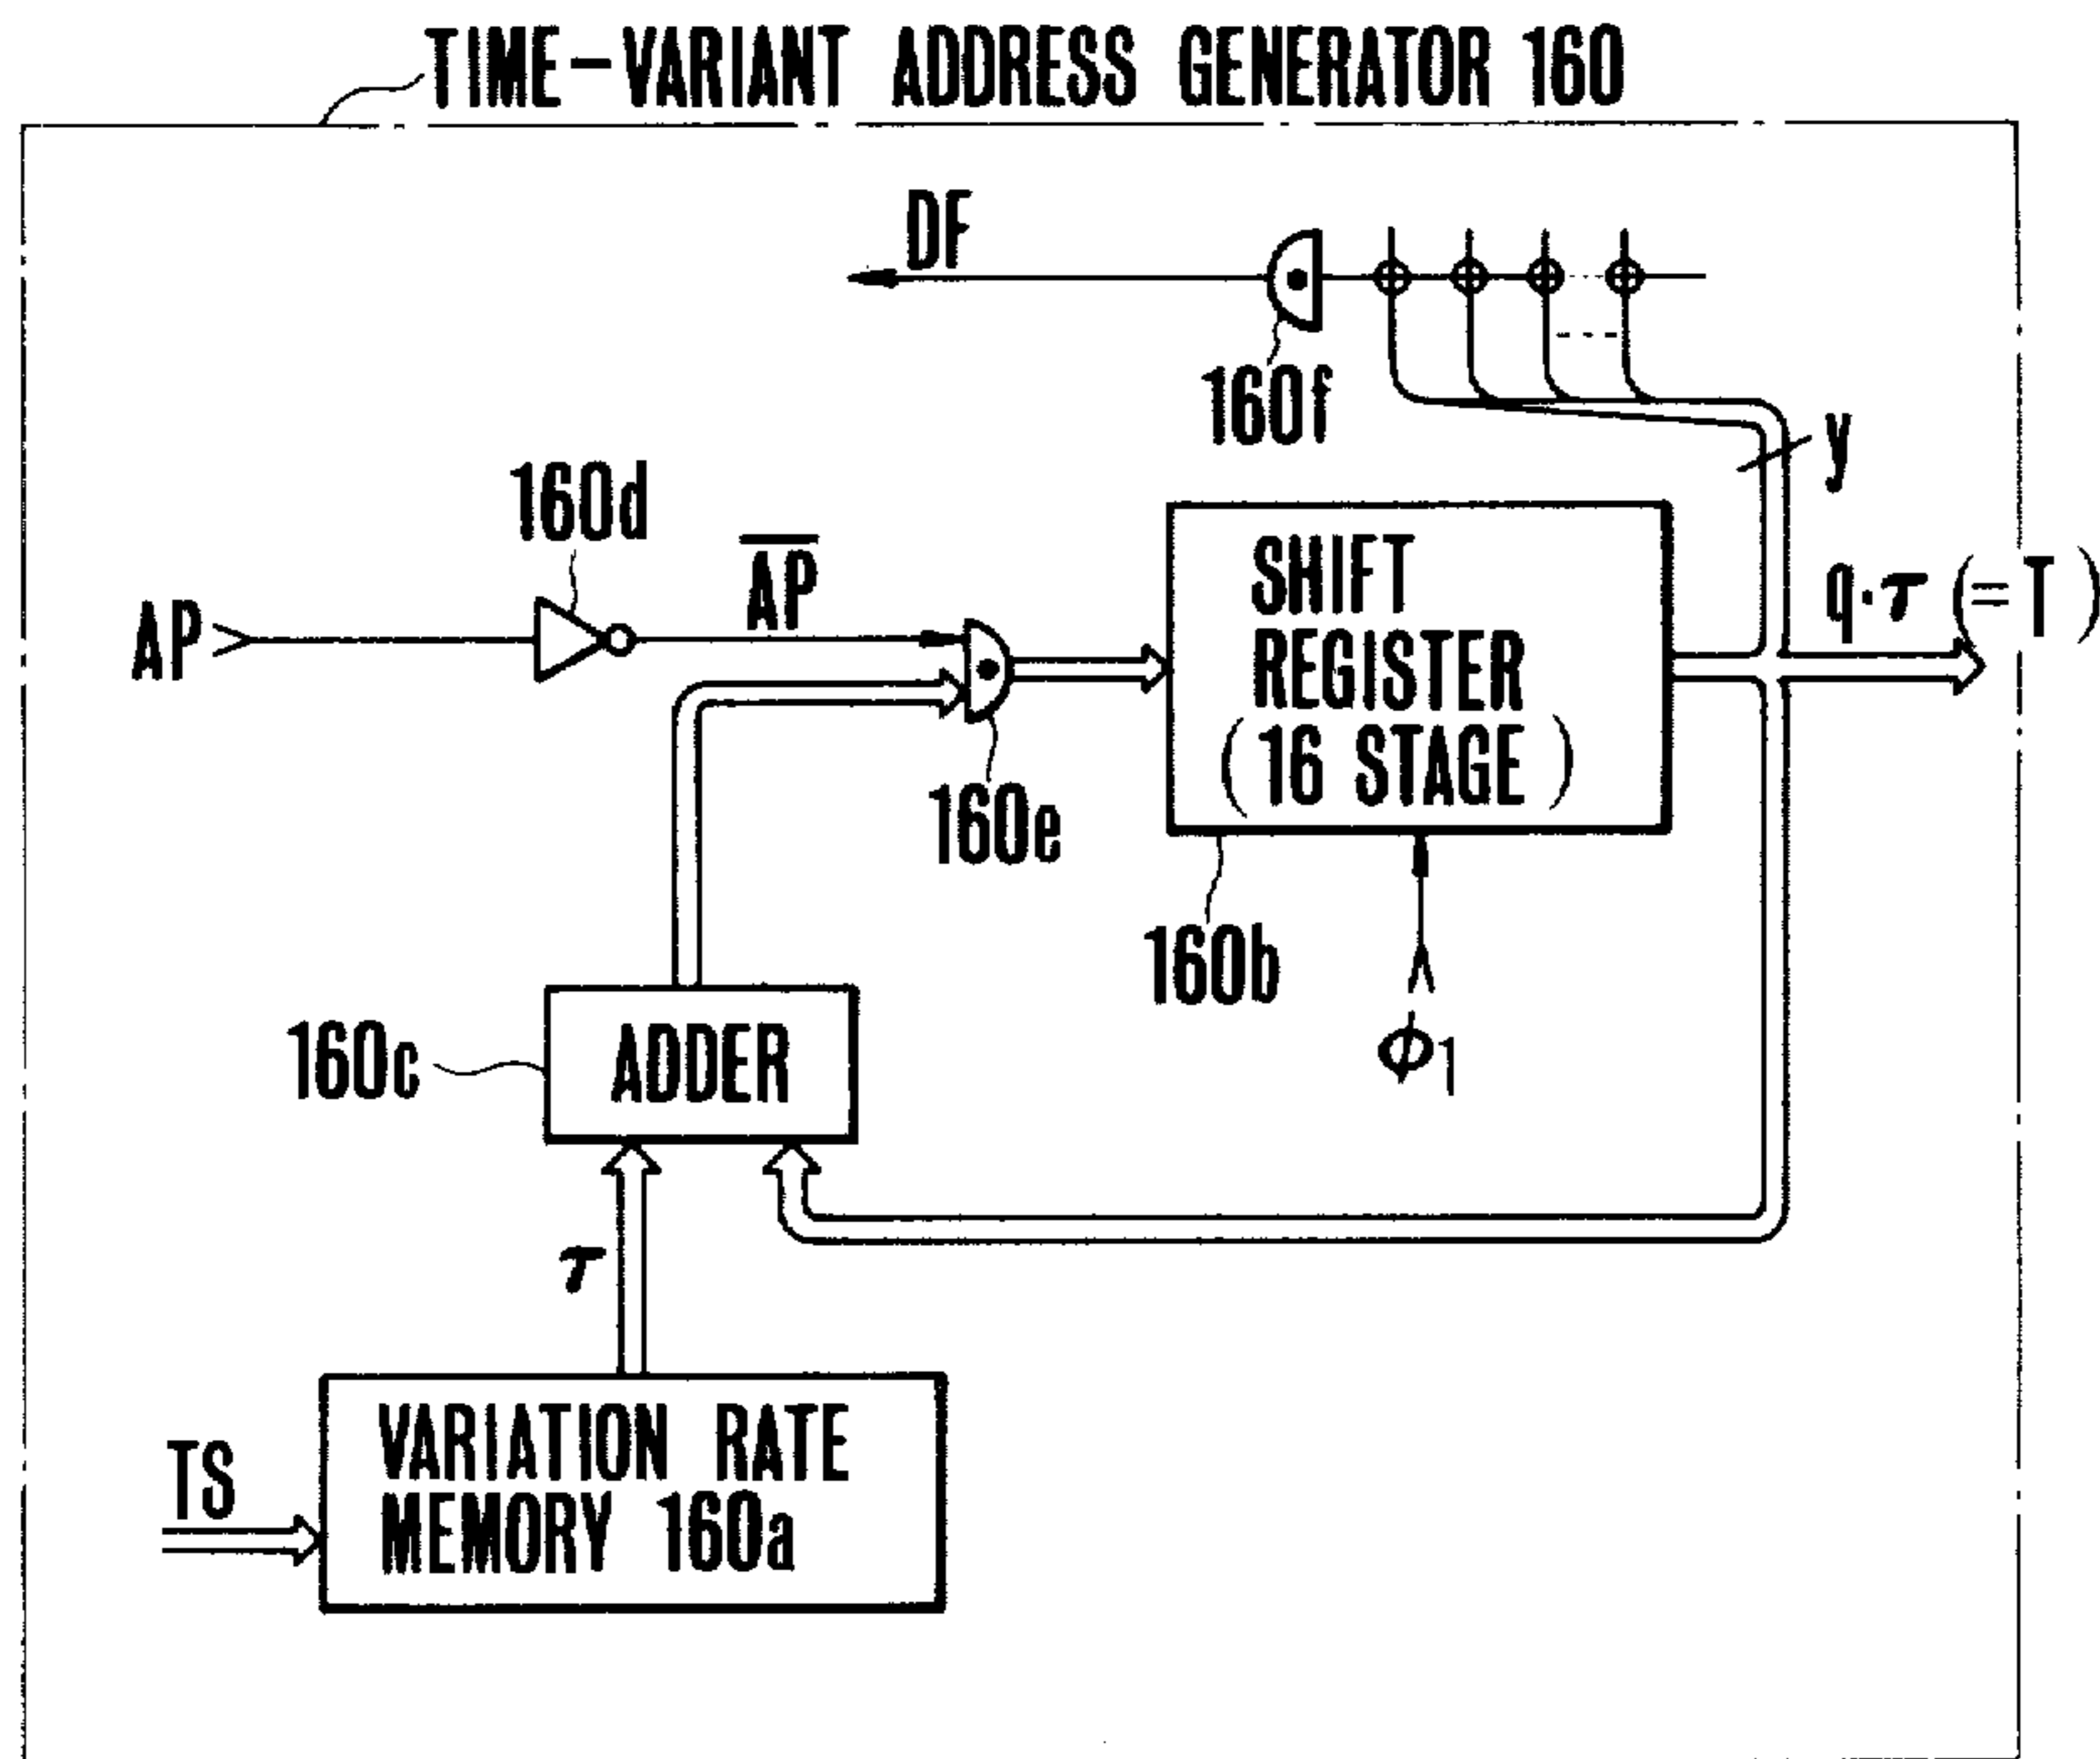 TIME-VARIANT ADDRESS GENERATOR 160
DF
160f
y
160d
A̅P̅
AP
SHIFT
REGISTER
(16 STAGE)
q·τ (=T)
160e
160b
ϕ1
160c
ADDER
τ
TS
VARIATION RATE
MEMORY 160a